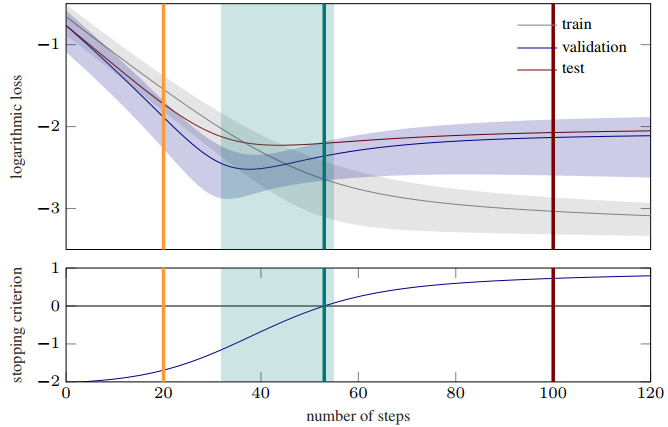 −1
−2
−3
logarithmic loss
train
validation
test
1
0
−1
−2
stopping criterion
0 20 40 60 80 100 120
number of steps